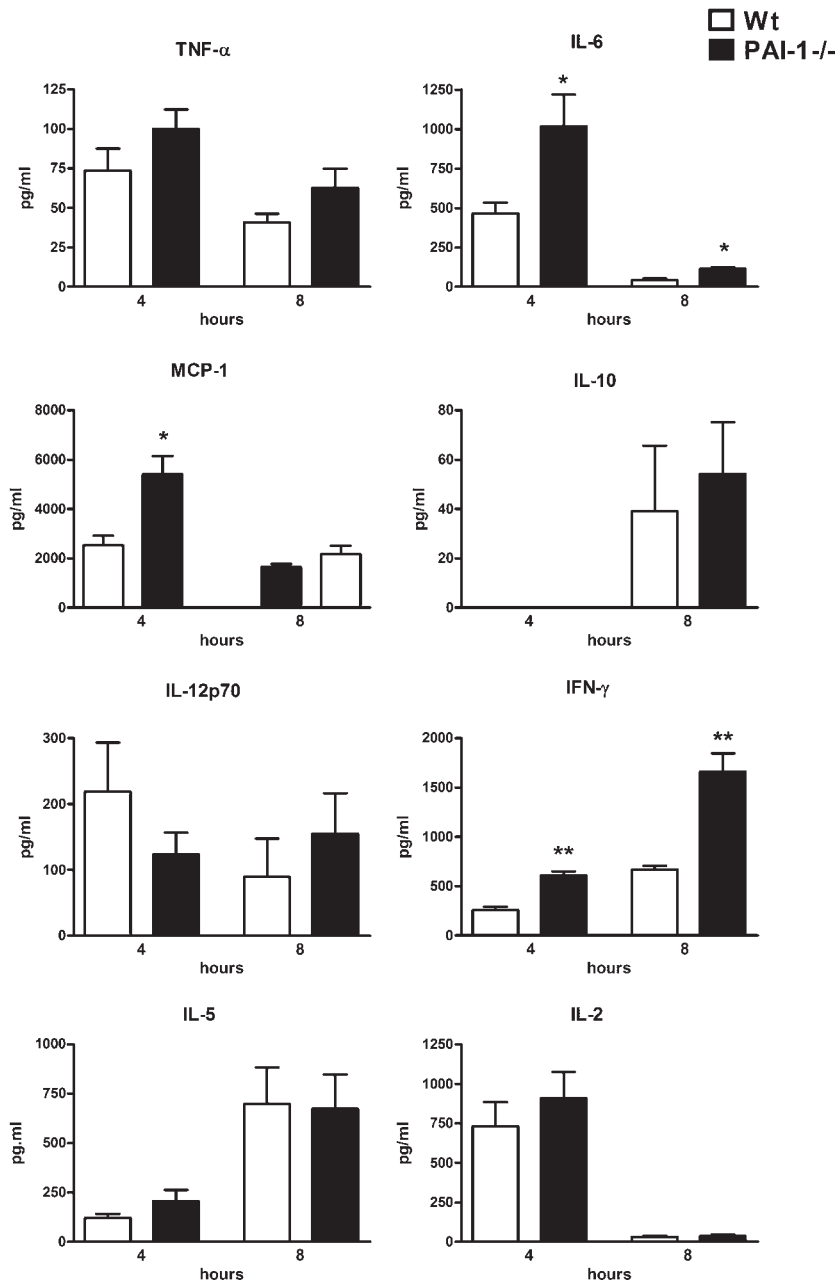 Wt
PAI-1-/-
TNF-α
125
100
75
50
25
0
pg/ml
4 8
hours
IL-6
1250
1000
750
500
250
0
pg/ml
* *
4 8
hours
MCP-1
8000
6000
4000
2000
0
pg/ml
*
4 8
hours
IL-10
80
60
40
20
0
pg/ml
4 8
hours
IL-12p70
300
200
100
0
pg/ml
4 8
hours
IFN-γ
2000
1500
1000
500
0
pg/ml
** **
4 8
hours
IL-5
1000
750
500
250
0
pg.ml
4 8
hours
IL-2
1250
1000
750
500
250
0
pg/ml
4 8
hours